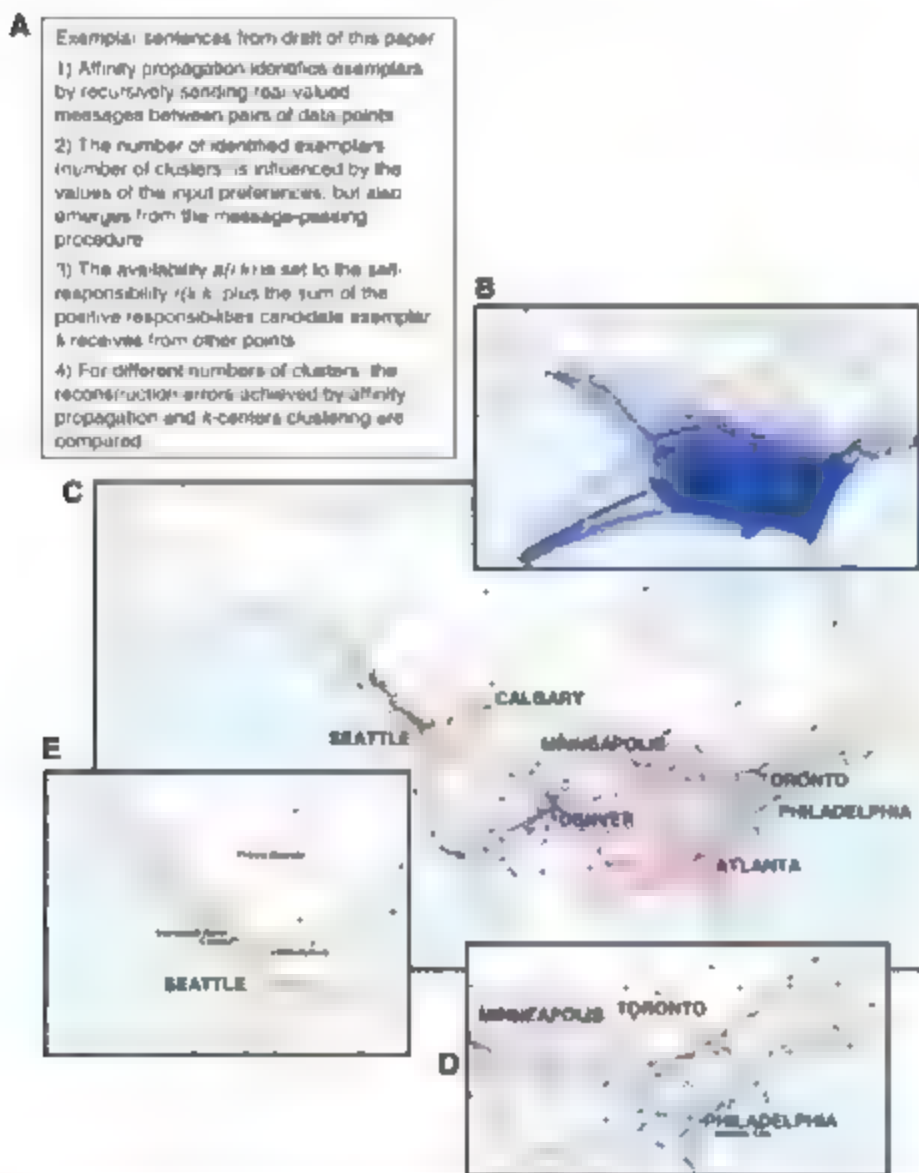 A
Exemplar sentences from draft of this paper
1) Affinity propagation identifies exemplars
by recursively sending real-valued
messages between pairs of data points
2) The number of identified exemplars
(number of clusters) is influenced by the
values of the input preferences, but also
emerges from the message-passing
procedure
3) The availability is set to the self-
responsibility plus the sum of the
positive responsibilities candidate exemplar
k receives from other points
4) For different numbers of clusters, the
reconstruction errors achieved by affinity
propagation and k-centers clustering are
compared
B
C
CALGARY
SEATTLE
MINNEAPOLIS
ORONTO
PHILADELPHIA
DENVER
ATLANTA
E
SEATTLE
D
MINNEAPOLIS TORONTO
PHILADELPHIA